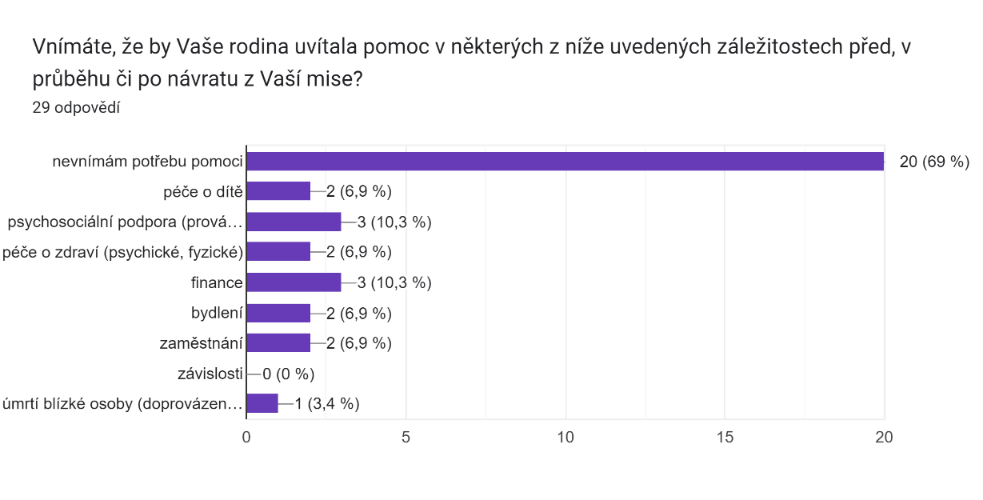 Vnímáte, že by Vaše rodina uvítala pomoc v některých z níže uvedených záležitostech před, v
průběhu či po návratu z Vaší mise?
29 odpovědí
nevnímám potřebu pomoci 20 (69 %)
péče o dítě 2 (6,9 %)
psychosociální podpora (prová… 3 (10,3 %)
péče o zdraví (psychické, fyzické) 2 (6,9 %)
finance 3 (10,3 %)
bydlení 2 (6,9 %)
zaměstnání 2 (6,9 %)
závislosti 0 (0 %)
úmrtí blízké osoby (doprovázen… 1 (3,4 %)
0 5 10 15 20